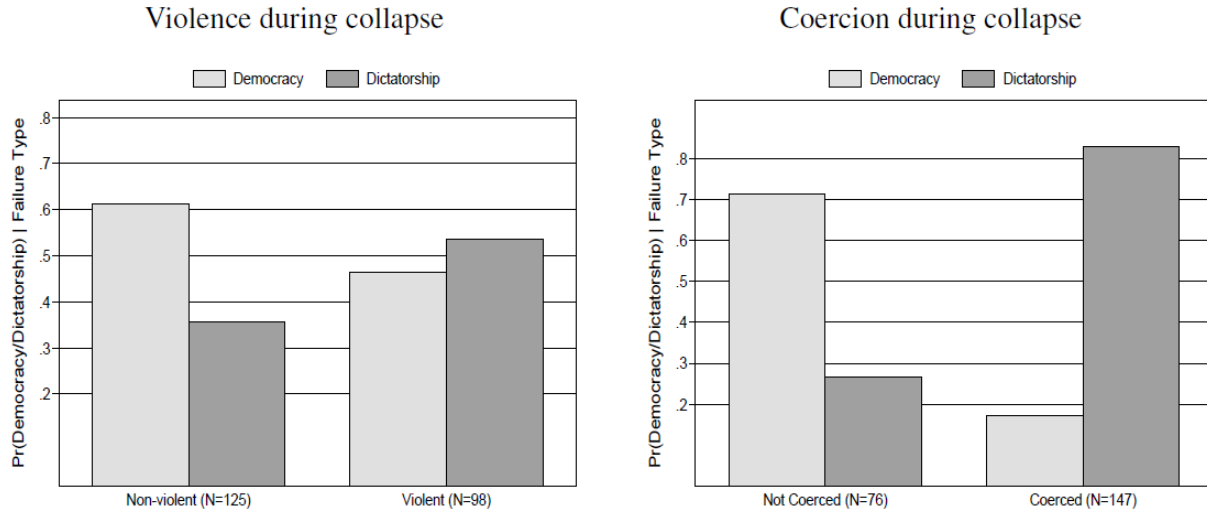 Violence during collapse
Democracy Dictatorship
Pr(Democracy/Dictatorship) | Failure Type
.8
.7
.6
.5
.4
.3
.2
Non-violent (N=125) Violent (N=98)
Coercion during collapse
Democracy Dictatorship
Pr(Democracy/Dictatorship) | Failure Type
.8
.7
.6
.5
.4
.3
.2
Not Coerced (N=76) Coerced (N=147)